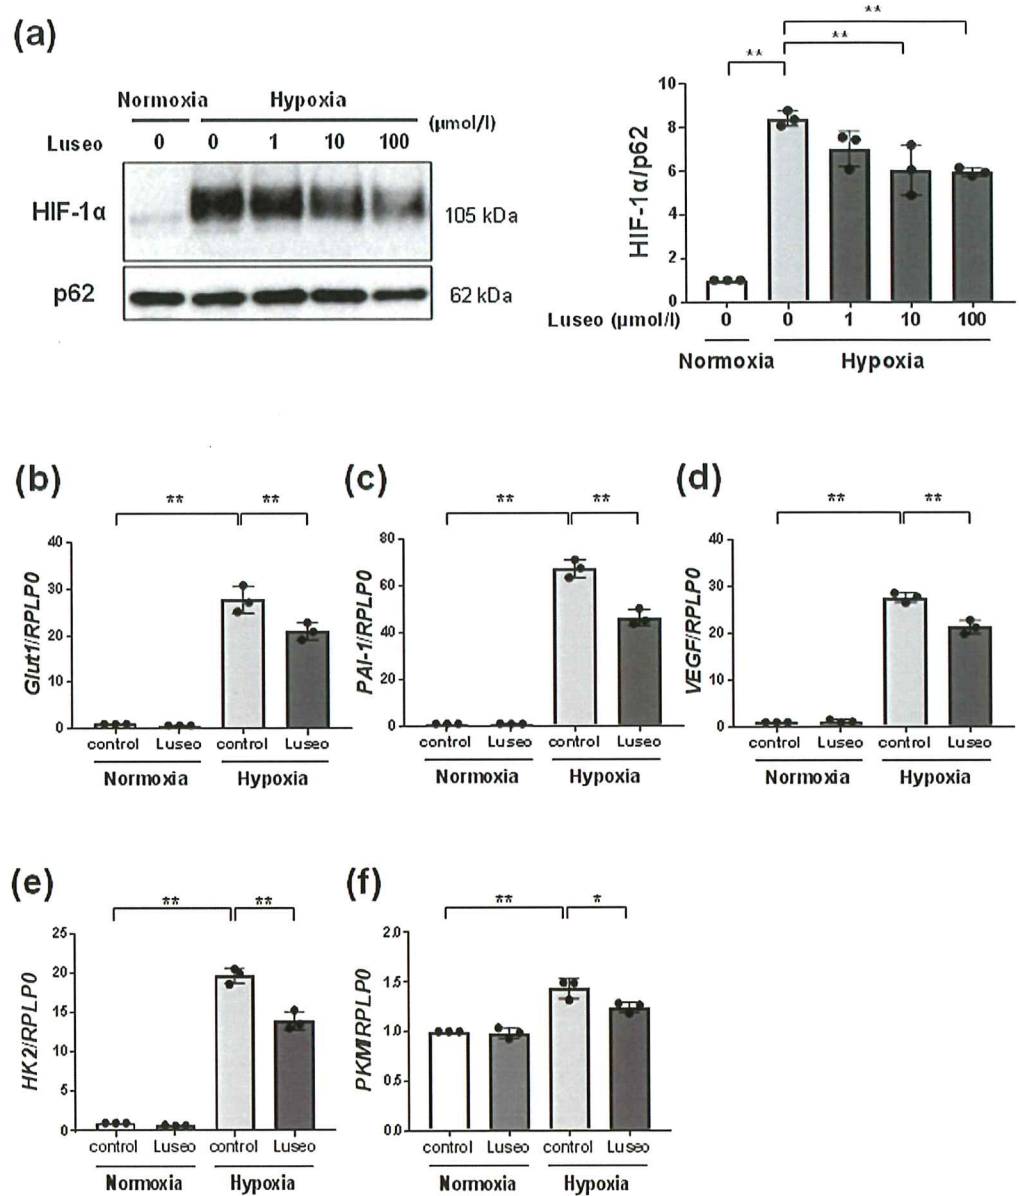 (a)
Normoxia Hypoxia
(μmol/l)
Luseo 0 0 1 10 100
HIF-1α 105 kDa
p62 62 kDa
**
**
**
HIF-1α/p62
10
8
6
4
2
0
Luseo (μmol/l) 0 0 1 10 100
Normoxia Hypoxia
(b)
** **
Glut1/RPLP0
40
30
20
10
0
control Luseo control Luseo
Normoxia Hypoxia
(c)
** **
PAI-1/RPLP0
80
60
40
20
0
control Luseo control Luseo
Normoxia Hypoxia
(d)
** **
VEGF/RPLP0
40
30
20
10
0
control Luseo control Luseo
Normoxia Hypoxia
(e)
** **
HK2/RPLP0
25
20
15
10
5
0
control Luseo control Luseo
Normoxia Hypoxia
(f)
** *
PKM/RPLP0
2.0
1.5
1.0
0.5
0.0
control Luseo control Luseo
Normoxia Hypoxia